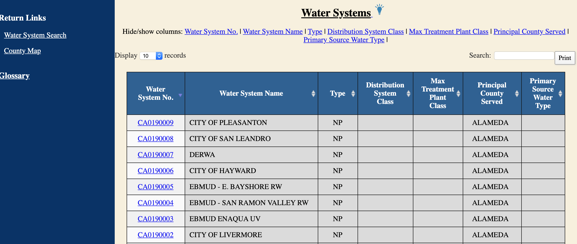 Return Links
Water System Search
County Map
Glossary
Water Systems
Hide/show columns: Water System No. | Water System Name | Type | Distribution System Class | Max Treatment Plant Class | Principal County Served |
Primary Source Water Type |
Display 10 records
Search:
Print
Water System No. Water System Name Type Distribution System Class Max Treatment Plant Class Principal County Served Primary Source Water Type
CA0190009 CITY OF PLEASANTON NP ALAMEDA
CA0190008 CITY OF SAN LEANDRO NP ALAMEDA
CA0190007 DERWA NP ALAMEDA
CA0190006 CITY OF HAYWARD NP ALAMEDA
CA0190005 EBMUD - E. BAYSHORE RW NP ALAMEDA
CA0190004 EBMUD - SAN RAMON VALLEY RW NP ALAMEDA
CA0190003 EBMUD ENAQUA UV NP ALAMEDA
CA0190002 CITY OF LIVERMORE NP ALAMEDA